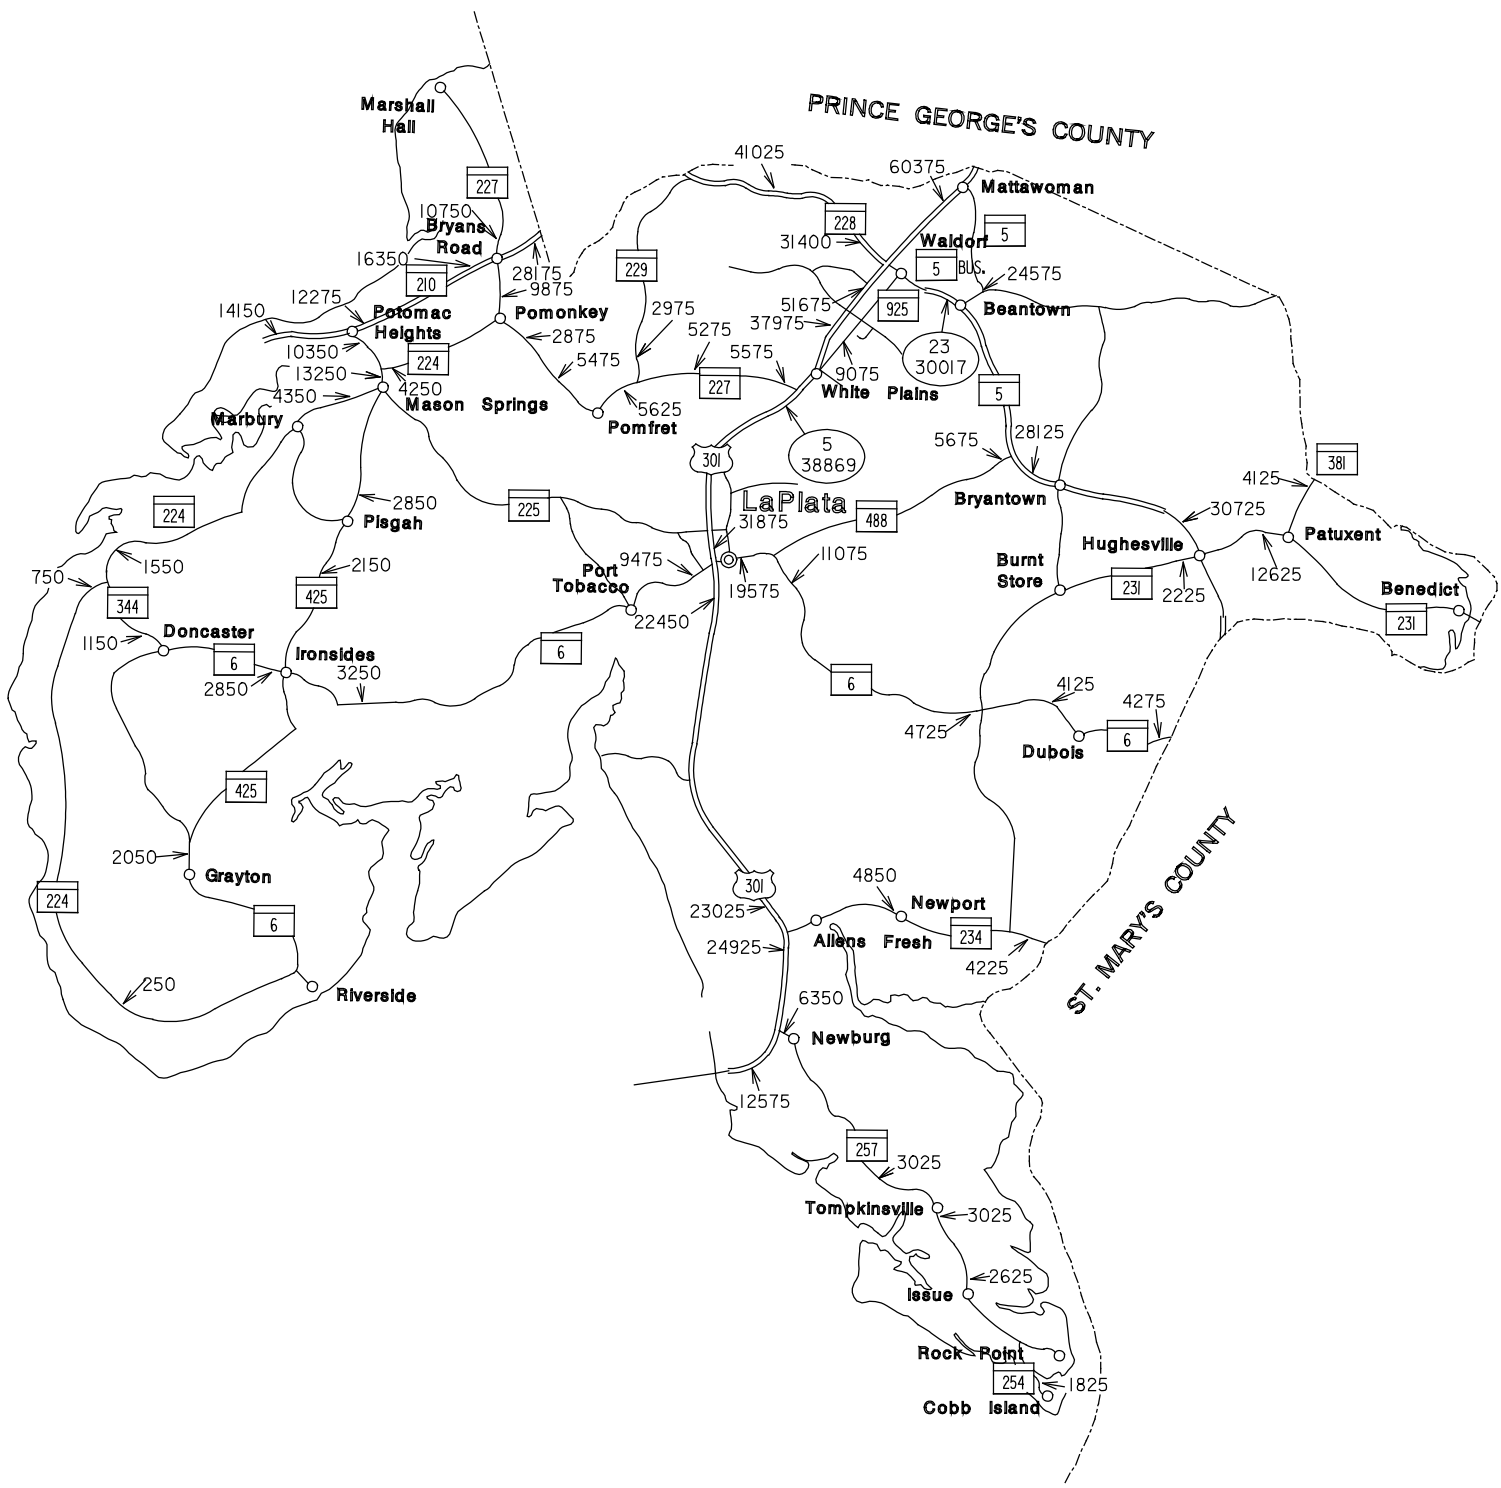 PRINCE GEORGE'S COUNTY
Marshall
Hall
227
41025
60375
Mattawoman
10750
Bryans
Road
228
31400
Waldorf
5
5
BUS.
24575
16350
210
28175
229
9875
12275
14150
Potomac
Heights
Pomonkey
2975
51675
37975
925
Beantown
10350
224
2875
5275
23
30017
13250
5475
5575
9075
4350
4250
227
White Plains
5
Marbury
Mason Springs
5625
Pomfret
301
5
38869
5675
28125
381
4125
2850
225
LaPlata
Bryantown
224
Pisgah
31875
488
30725
Patuxent
1550
2150
9475
11075
Hughesville
750
Port
Tobacco
19575
Burnt
Store
12625
344
425
22450
231
2225
Benedict
231
1150
Doncaster
6
Ironsides
6
2850
3250
6
4125
4275
4725
Dubois
6
425
2050
Grayton
ST. MARY'S COUNTY
224
6
301
4850
Newport
23025
Allens Fresh
234
24925
4225
250
Riverside
6350
Newburg
12575
257
3025
Tompkinsville
3025
2625
Issue
Rock Point
254
1825
Cobb Island